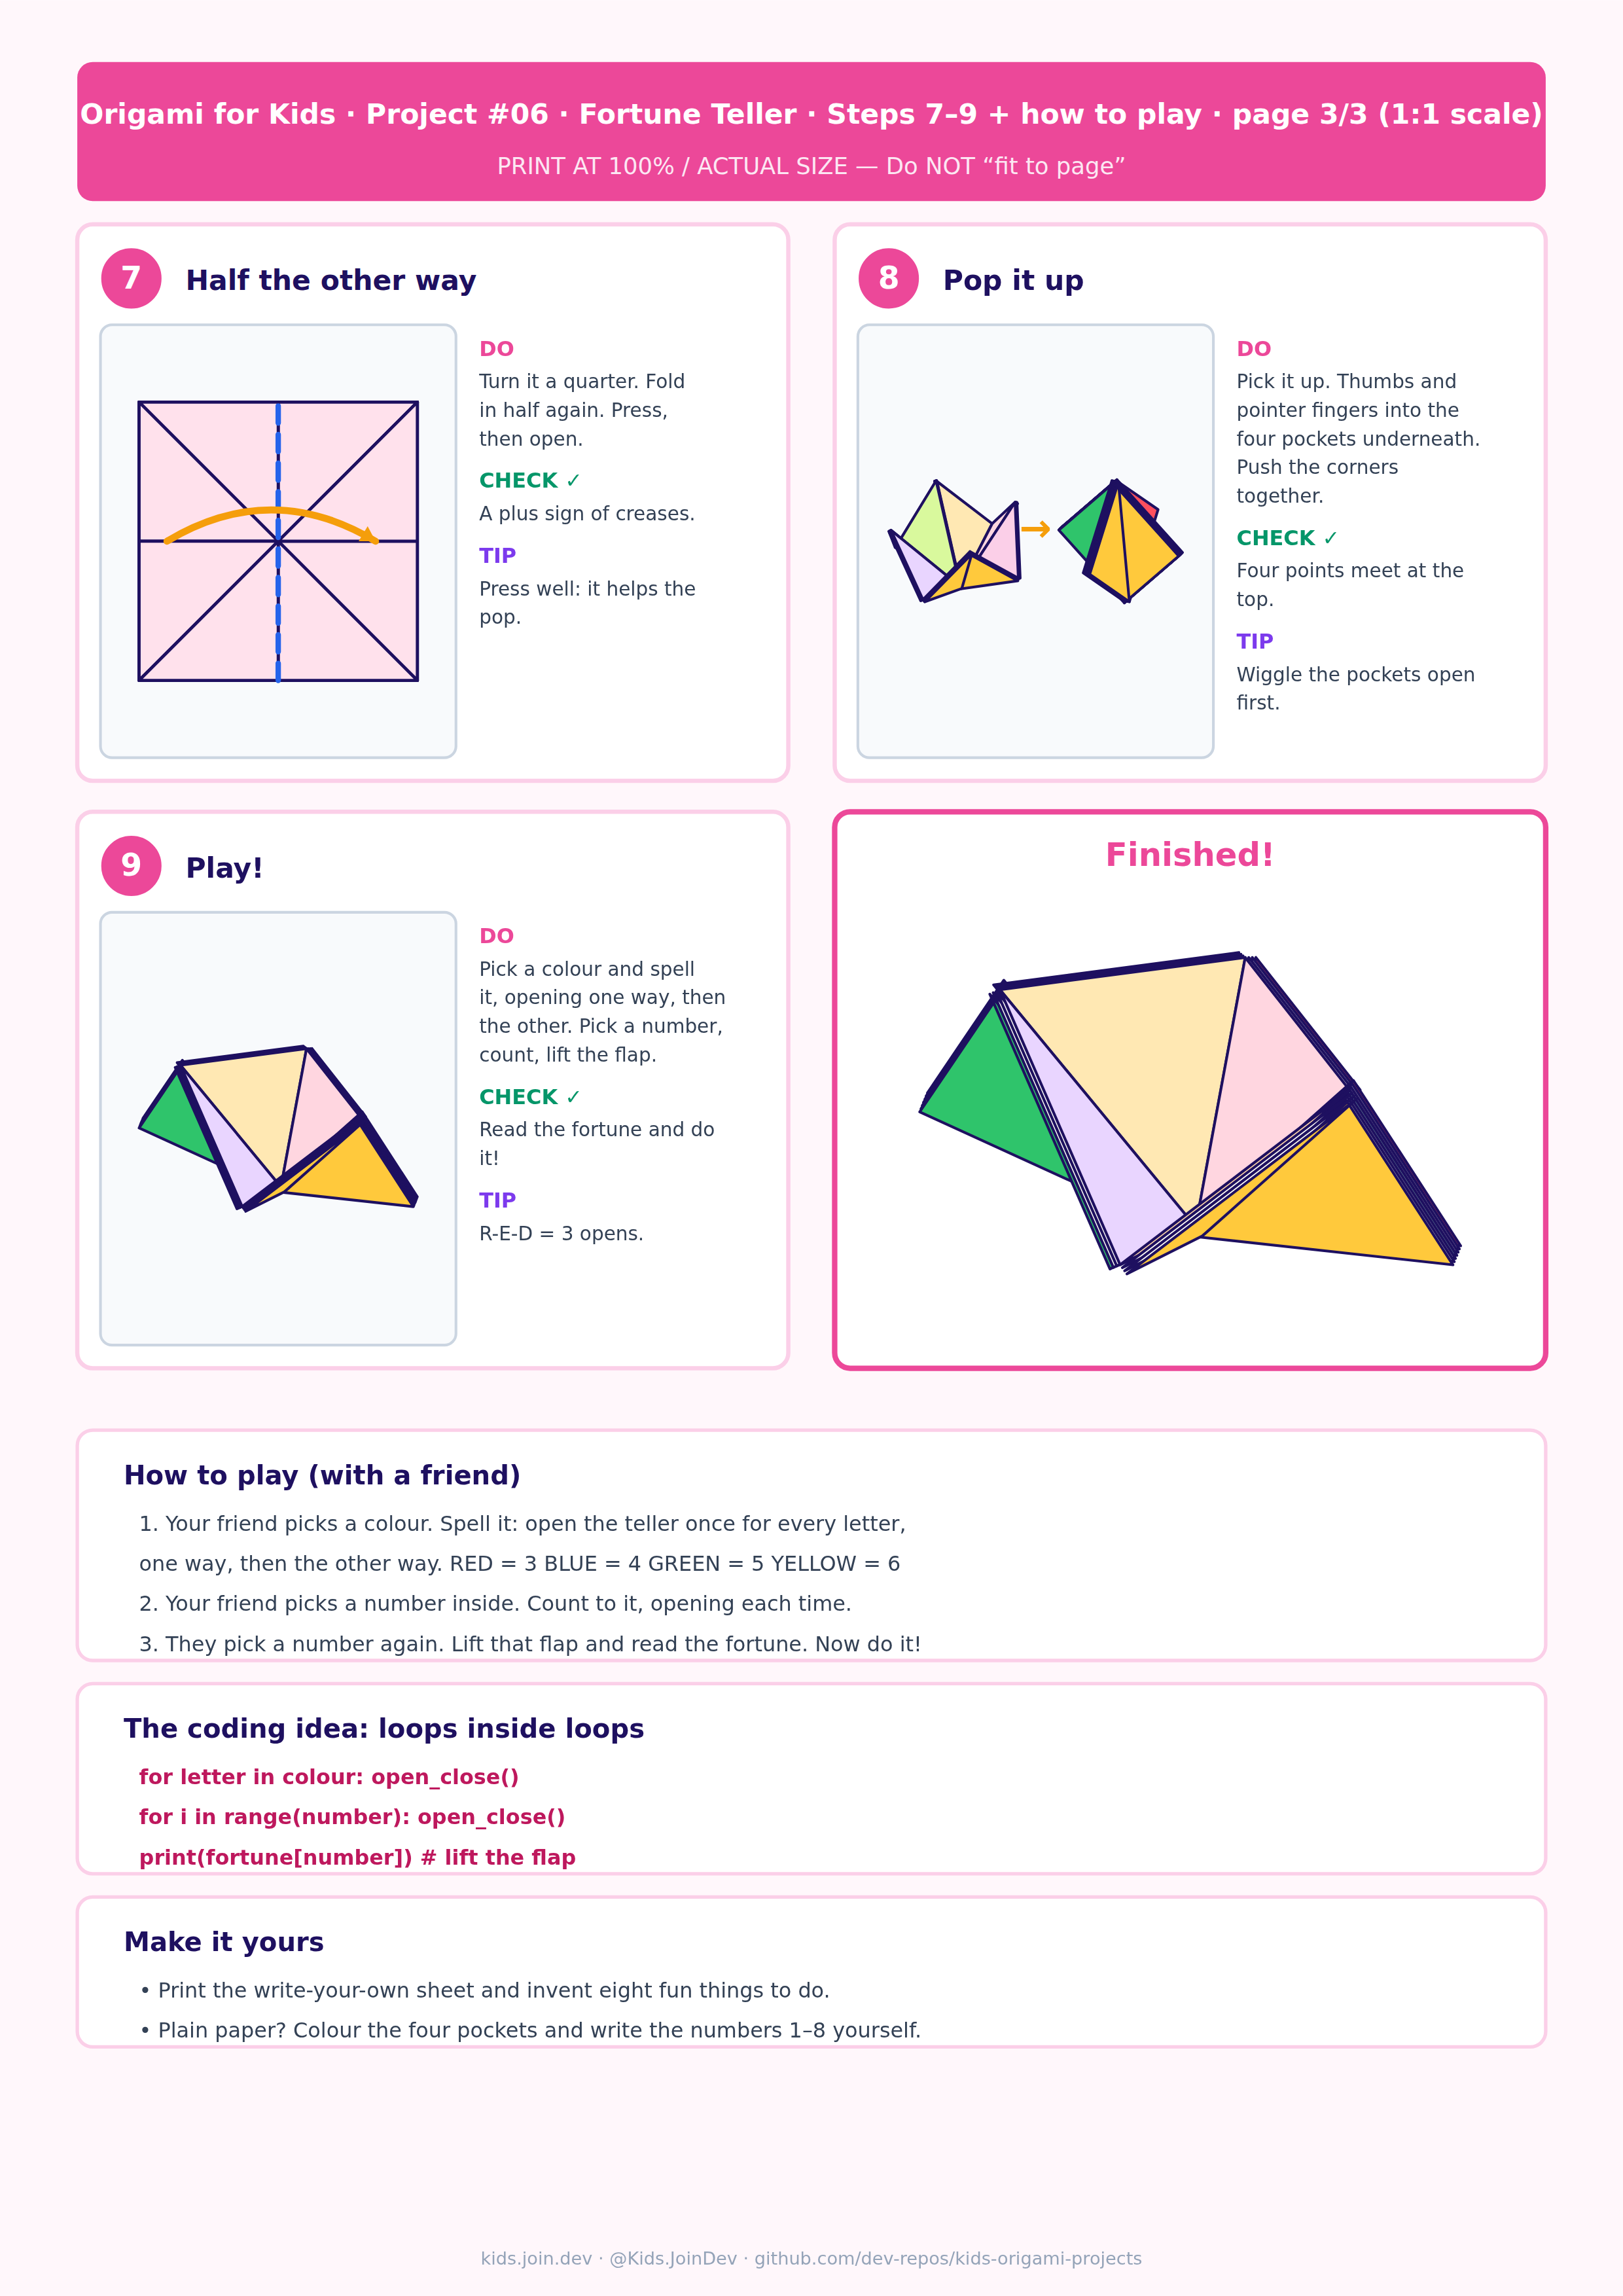 Origami for Kids · Project #06 · Fortune Teller · Steps 7–9 + how to play · page 3/3 (1:1 scale)
PRINT AT 100% / ACTUAL SIZE — Do NOT “fit to page”
7
Half the other way
DO
Turn it a quarter. Fold
in half again. Press,
then open.
CHECK ✓
A plus sign of creases.
TIP
Press well: it helps the
pop.
8
Pop it up
DO
Pick it up. Thumbs and
pointer fingers into the
four pockets underneath.
Push the corners
together.
CHECK ✓
Four points meet at the
top.
TIP
Wiggle the pockets open
first.
9
Play!
DO
Pick a colour and spell
it, opening one way, then
the other. Pick a number,
count, lift the flap.
CHECK ✓
Read the fortune and do
it!
TIP
R-E-D = 3 opens.
Finished!
How to play (with a friend)
1. Your friend picks a colour. Spell it: open the teller once for every letter,
one way, then the other way. RED = 3 BLUE = 4 GREEN = 5 YELLOW = 6
2. Your friend picks a number inside. Count to it, opening each time.
3. They pick a number again. Lift that flap and read the fortune. Now do it!
The coding idea: loops inside loops
for letter in colour: open_close()
for i in range(number): open_close()
print(fortune[number]) # lift the flap
Make it yours
• Print the write-your-own sheet and invent eight fun things to do.
• Plain paper? Colour the four pockets and write the numbers 1–8 yourself.
kids.join.dev · @Kids.JoinDev · github.com/dev-repos/kids-origami-projects